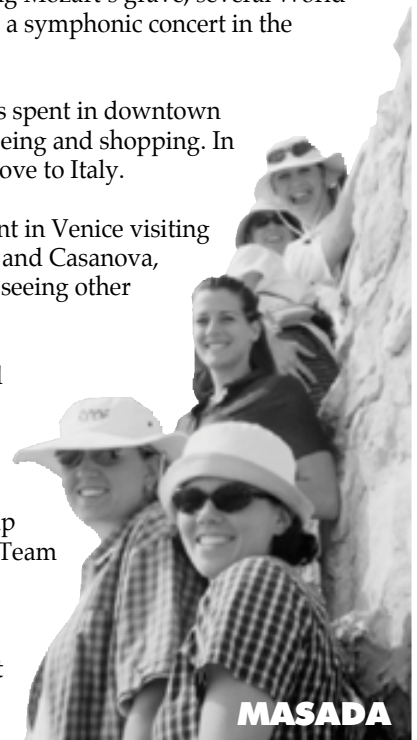 ng Mozart's grave, several World
a symphonic concert in the
s spent in downtown
eing and shopping. In
ove to Italy.
nt in Venice visiting
and Casanova,
seeing other
p
Team
t
MASADA